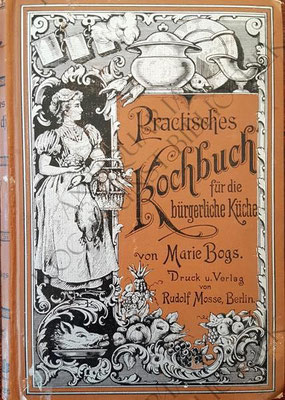 Practisches
Kochbuch
für die
bürgerliche Küche
von Marie Bogs.
Druck u. Verlag
von
Rudolf Mosse, Berlin.